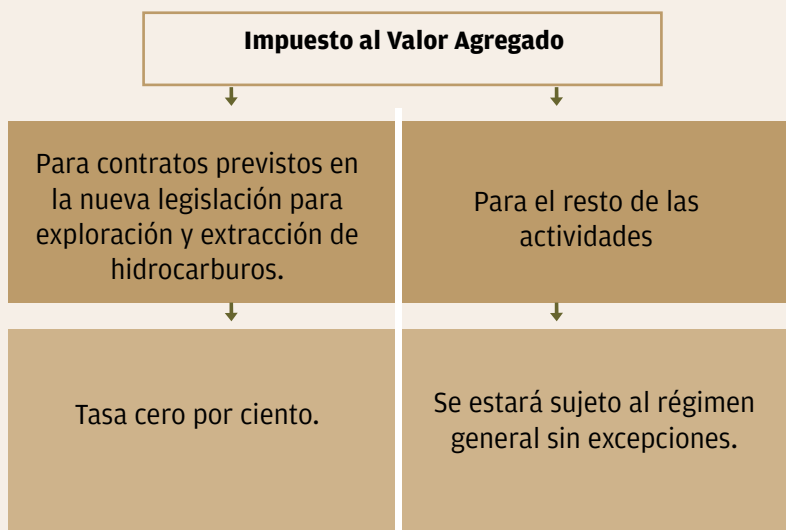 Impuesto al Valor Agregado
Para contratos previstos en
la nueva legislación para
exploración y extracción de
hidrocarburos.
Para el resto de las
actividades
Tasa cero por ciento.
Se estará sujeto al régimen
general sin excepciones.